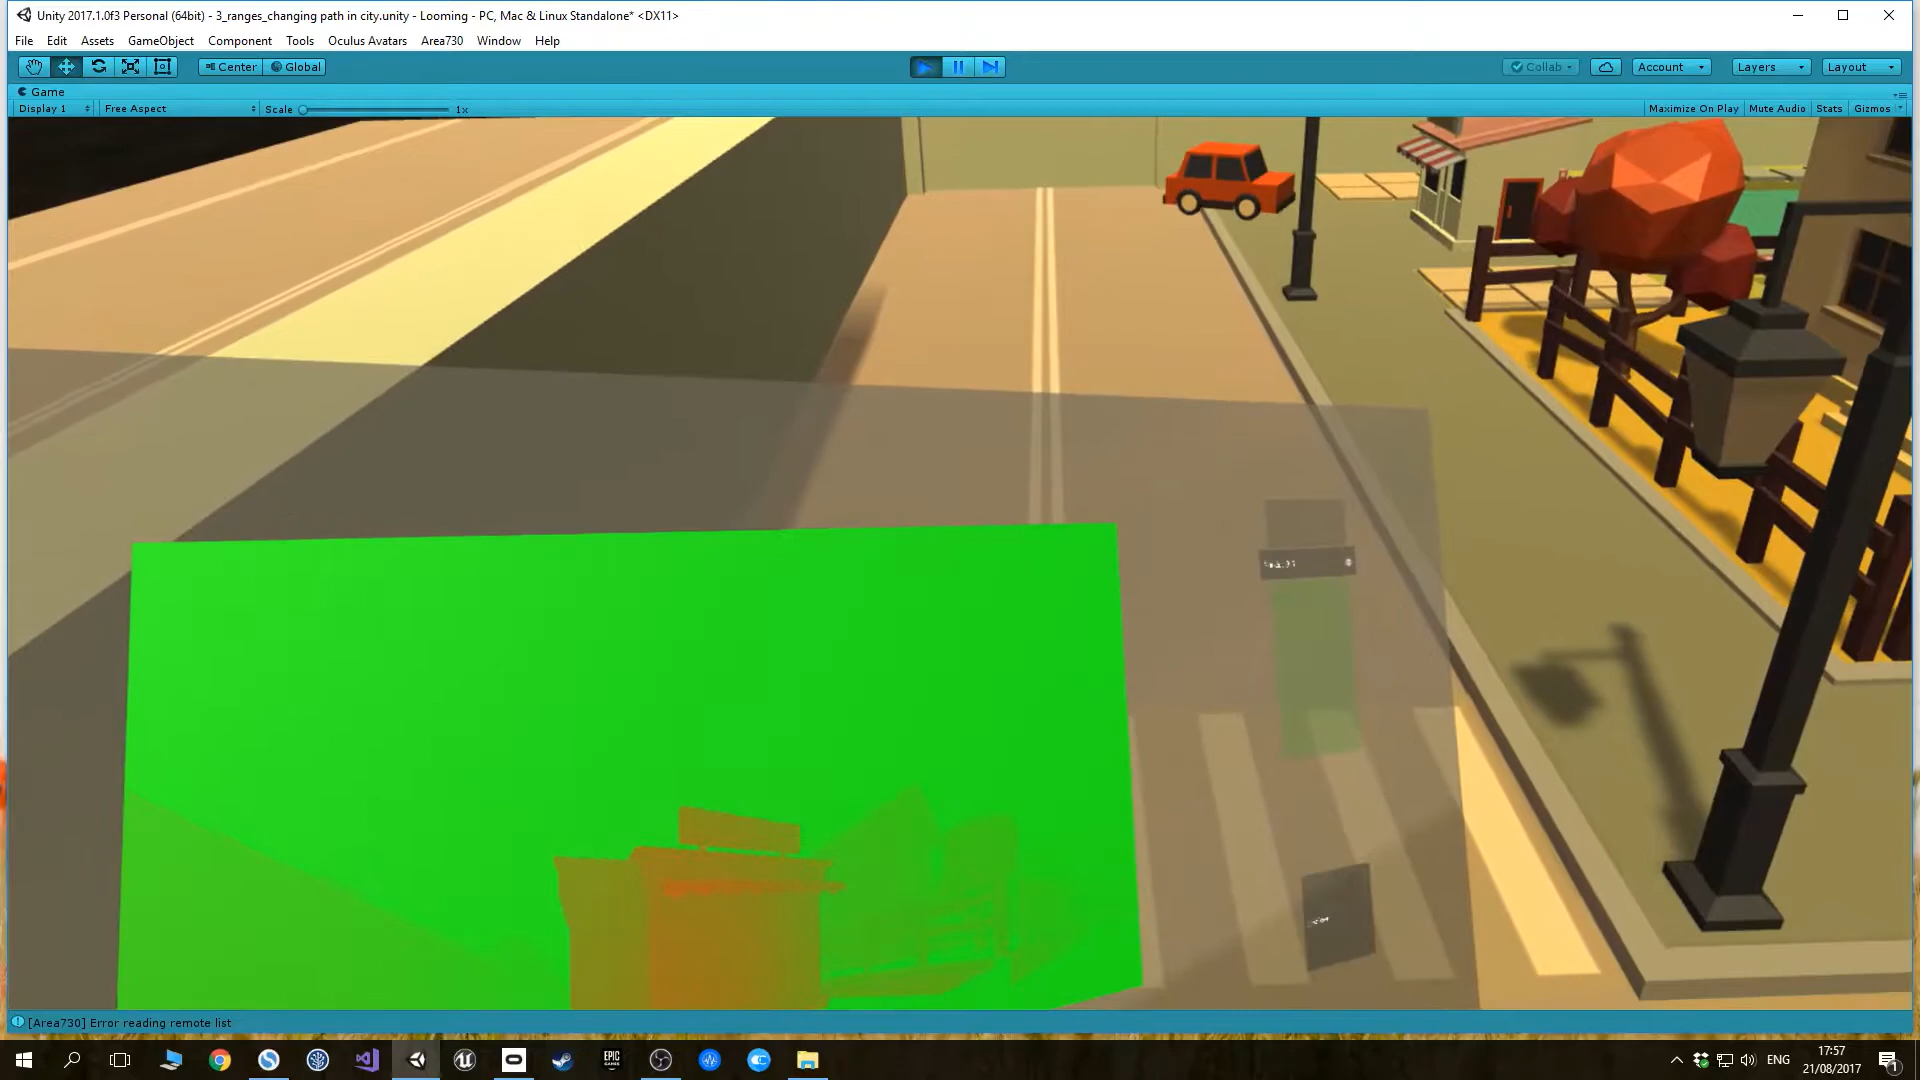 Unity 2017.1.0f3 Personal (64bit) - 3_ranges_changing path in city.unity - Looming - PC, Mac & Linux Standalone* <DX11>
File Edit Assets GameObject Component Tools Oculus Avatars Area730 Window Help
Center Global Collab Account Layers Layout
Game
Display 1 Free Aspect Scale 1x Maximize On Play Mute Audio Stats Gizmos
[Area730] Error reading remote list
EPIC GAMES
ENG
17:57
21/08/2017
1